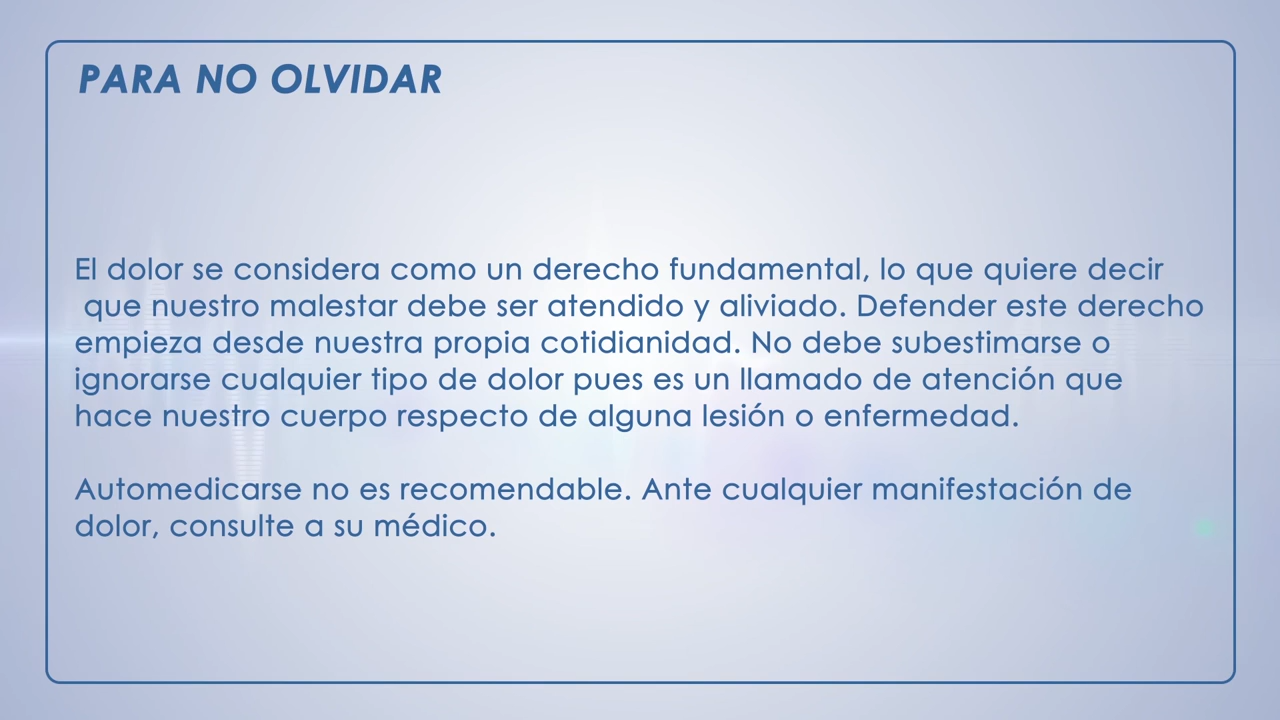 PARA NO OLVIDAR
El dolor se considera como un derecho fundamental, lo que quiere decir
que nuestro malestar debe ser atendido y aliviado. Defender este derecho
empieza desde nuestra propia cotidianidad. No debe subestimarse o
ignorarse cualquier tipo de dolor pues es un llamado de atención que
hace nuestro cuerpo respecto de alguna lesión o enfermedad.
Automedicarse no es recomendable. Ante cualquier manifestación de
dolor, consulte a su médico.